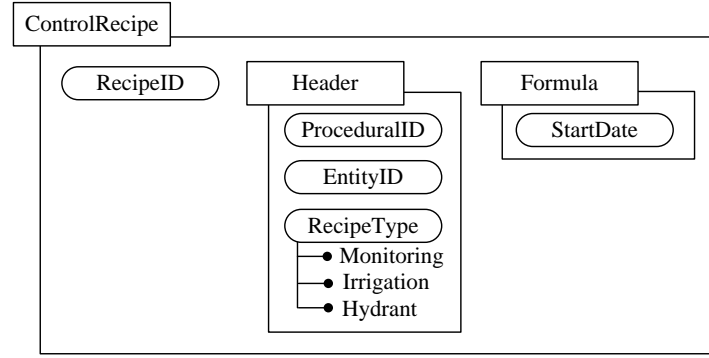 ControlRecipe
RecipeID
Header
Formula
ProceduralID
StartDate
EntityID
RecipeType
Monitoring
Irrigation
Hydrant